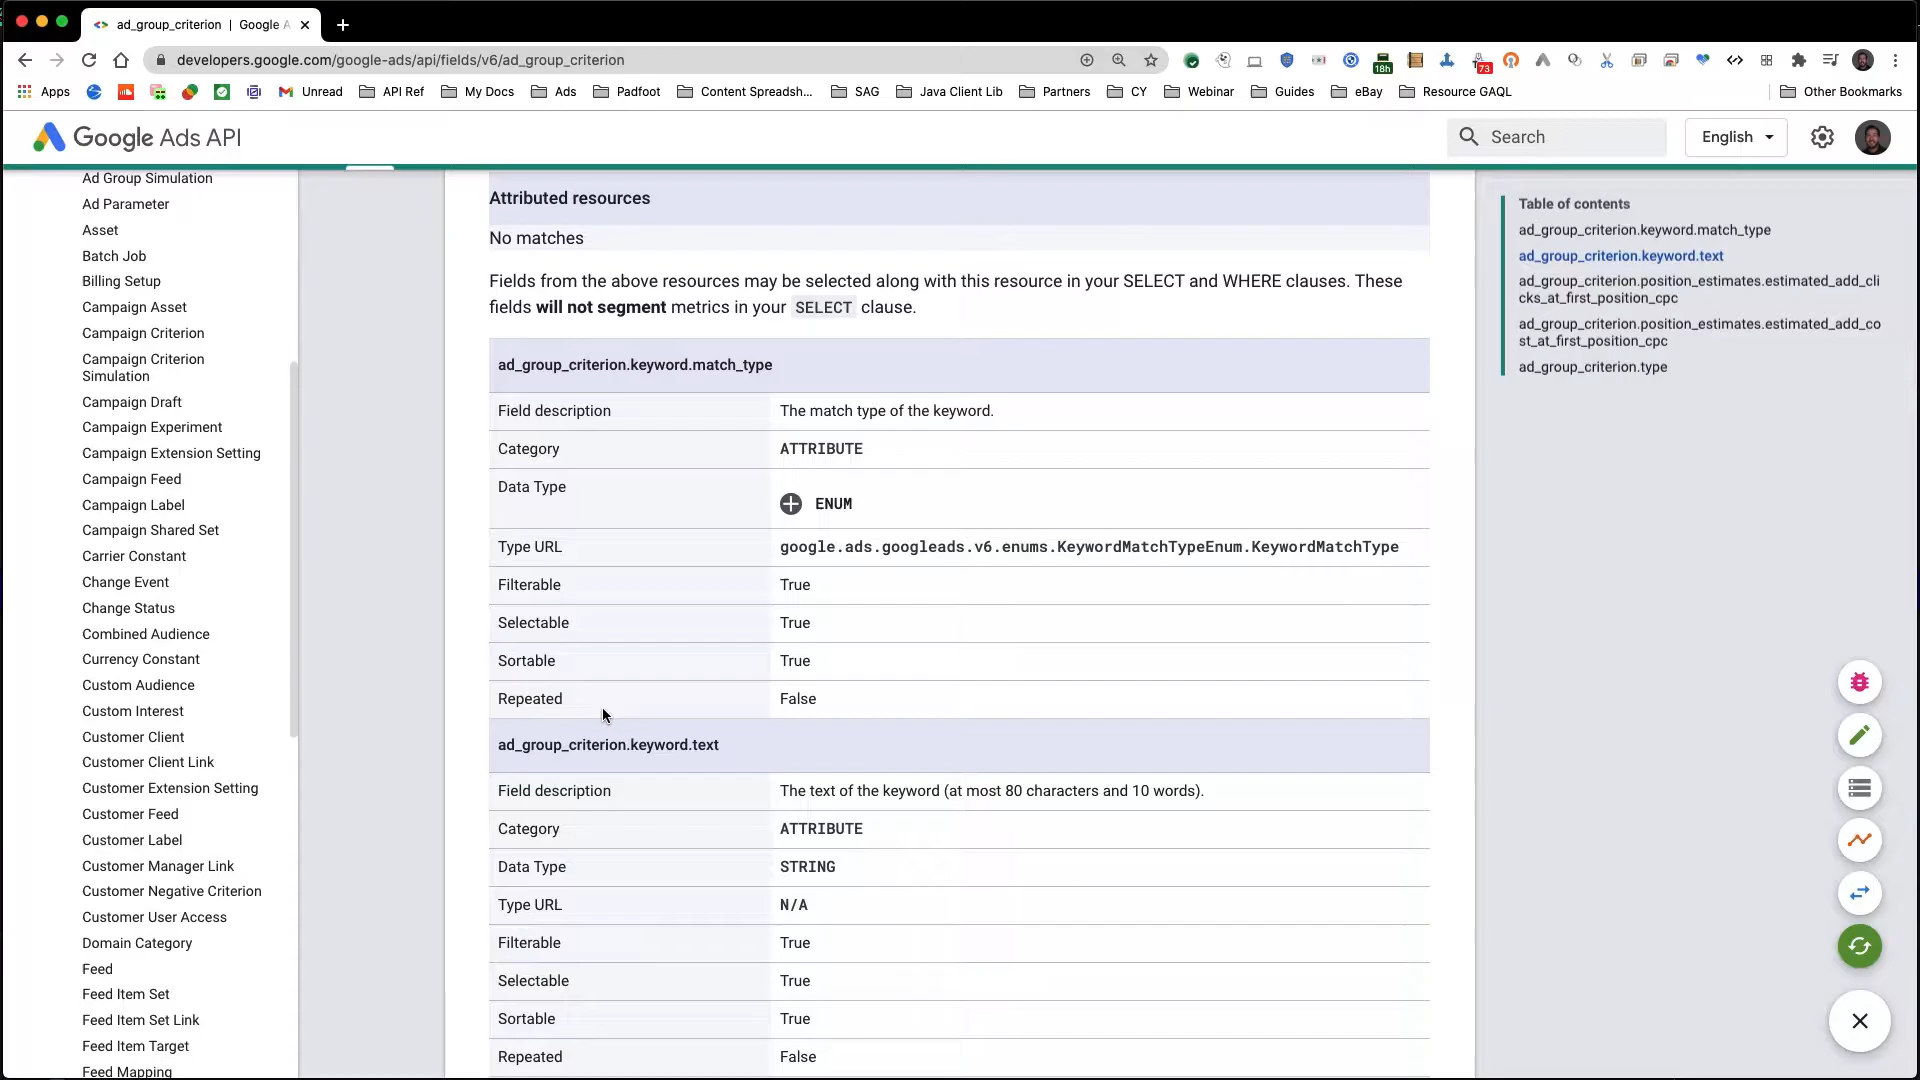 ad_group_criterion | Google A
developers.google.com/google-ads/api/fields/v6/ad_group_criterion
18h
73
Apps
Unread
API Ref
My Docs
Ads
Padfoot
Content Spreadsh...
SAG
Java Client Lib
Partners
CY
Webinar
Guides
eBay
Resource GAQL
Other Bookmarks
Google Ads API
Search
English
Ad Group Simulation
Ad Parameter
Asset
Batch Job
Billing Setup
Campaign Asset
Campaign Criterion
Campaign Criterion
Simulation
Campaign Draft
Campaign Experiment
Campaign Extension Setting
Campaign Feed
Campaign Label
Campaign Shared Set
Carrier Constant
Change Event
Change Status
Combined Audience
Currency Constant
Custom Audience
Custom Interest
Customer Client
Customer Client Link
Customer Extension Setting
Customer Feed
Customer Label
Customer Manager Link
Customer Negative Criterion
Customer User Access
Domain Category
Feed
Feed Item Set
Feed Item Set Link
Feed Item Target
Feed Mapping
Attributed resources
No matches
Fields from the above resources may be selected along with this resource in your SELECT and WHERE clauses. These
fields will not segment metrics in your SELECT clause.
ad_group_criterion.keyword.match_type
Field description The match type of the keyword.
Category ATTRIBUTE
Data Type ENUM
Type URL google.ads.googleads.v6.enums.KeywordMatchTypeEnum.KeywordMatchType
Filterable True
Selectable True
Sortable True
Repeated False
ad_group_criterion.keyword.text
Field description The text of the keyword (at most 80 characters and 10 words).
Category ATTRIBUTE
Data Type STRING
Type URL N/A
Filterable True
Selectable True
Sortable True
Repeated False
Table of contents
ad_group_criterion.keyword.match_type
ad_group_criterion.keyword.text
ad_group_criterion.position_estimates.estimated_add_cli
cks_at_first_position_cpc
ad_group_criterion.position_estimates.estimated_add_co
st_at_first_position_cpc
ad_group_criterion.type